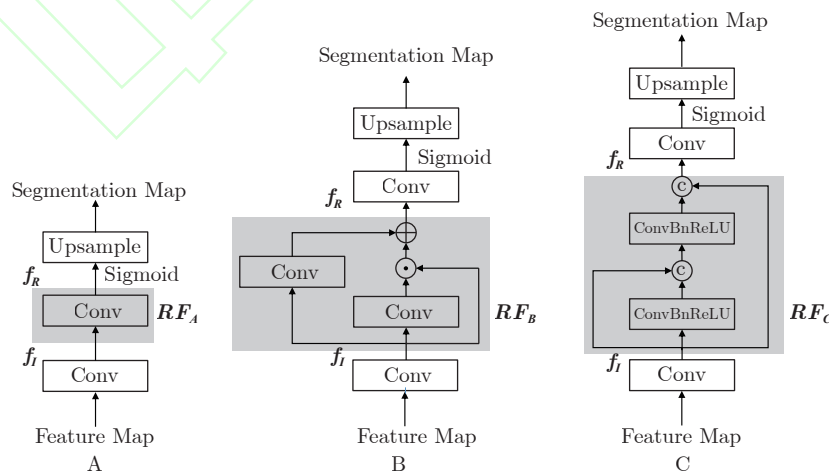 Segmentation Map
Upsample
f_R
Sigmoid
Conv
RF_A
f_I
Conv
Feature Map
A
Segmentation Map
Upsample
Sigmoid
Conv
f_R
Conv
Conv
RF_B
f_I
Conv
Feature Map
B
Segmentation Map
Upsample
Sigmoid
Conv
f_R
c
ConvBnReLU
c
ConvBnReLU
RF_C
f_I
Conv
Feature Map
C